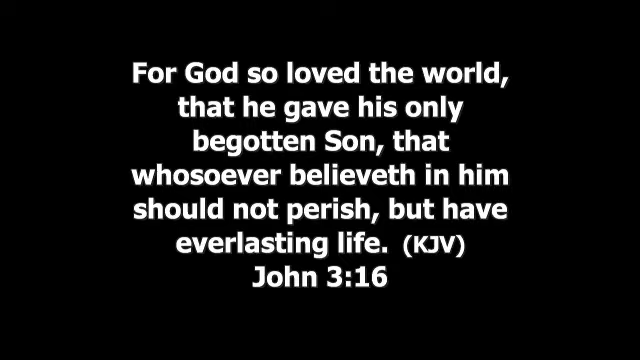 For God so loved the world,
that he gave his only
begotten Son, that
whosoever believeth in him
should not perish, but have
everlasting life. (KJV)
John 3:16